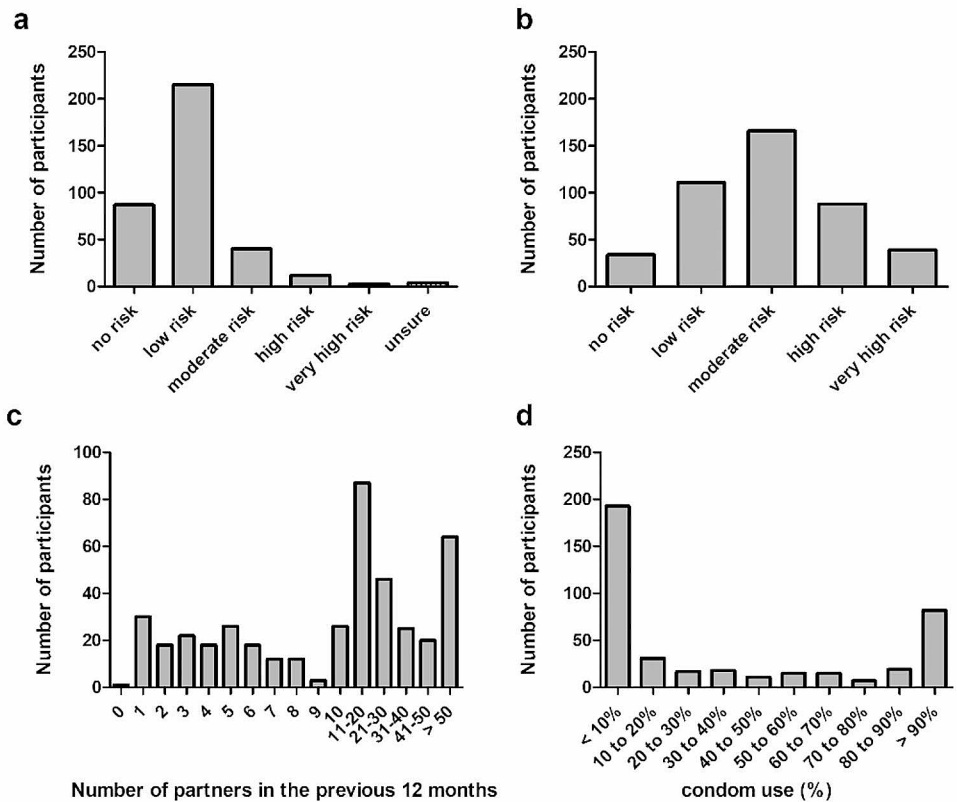 a
Number of participants
250
200
150
100
50
0
no risk
low risk
moderate risk
high risk
very high risk
unsure
b
Number of participants
250
200
150
100
50
0
no risk
low risk
moderate risk
high risk
very high risk
c
Number of participants
100
80
60
40
20
0
0
1
2
3
4
5
6
7
8
9
10
11-20
21-30
31-40
41-50
> 50
Number of partners in the previous 12 months
d
Number of participants
250
200
150
100
50
0
< 10%
10 to 20%
20 to 30%
30 to 40%
40 to 50%
50 to 60%
60 to 70%
70 to 80%
80 to 90%
> 90%
condom use (%)